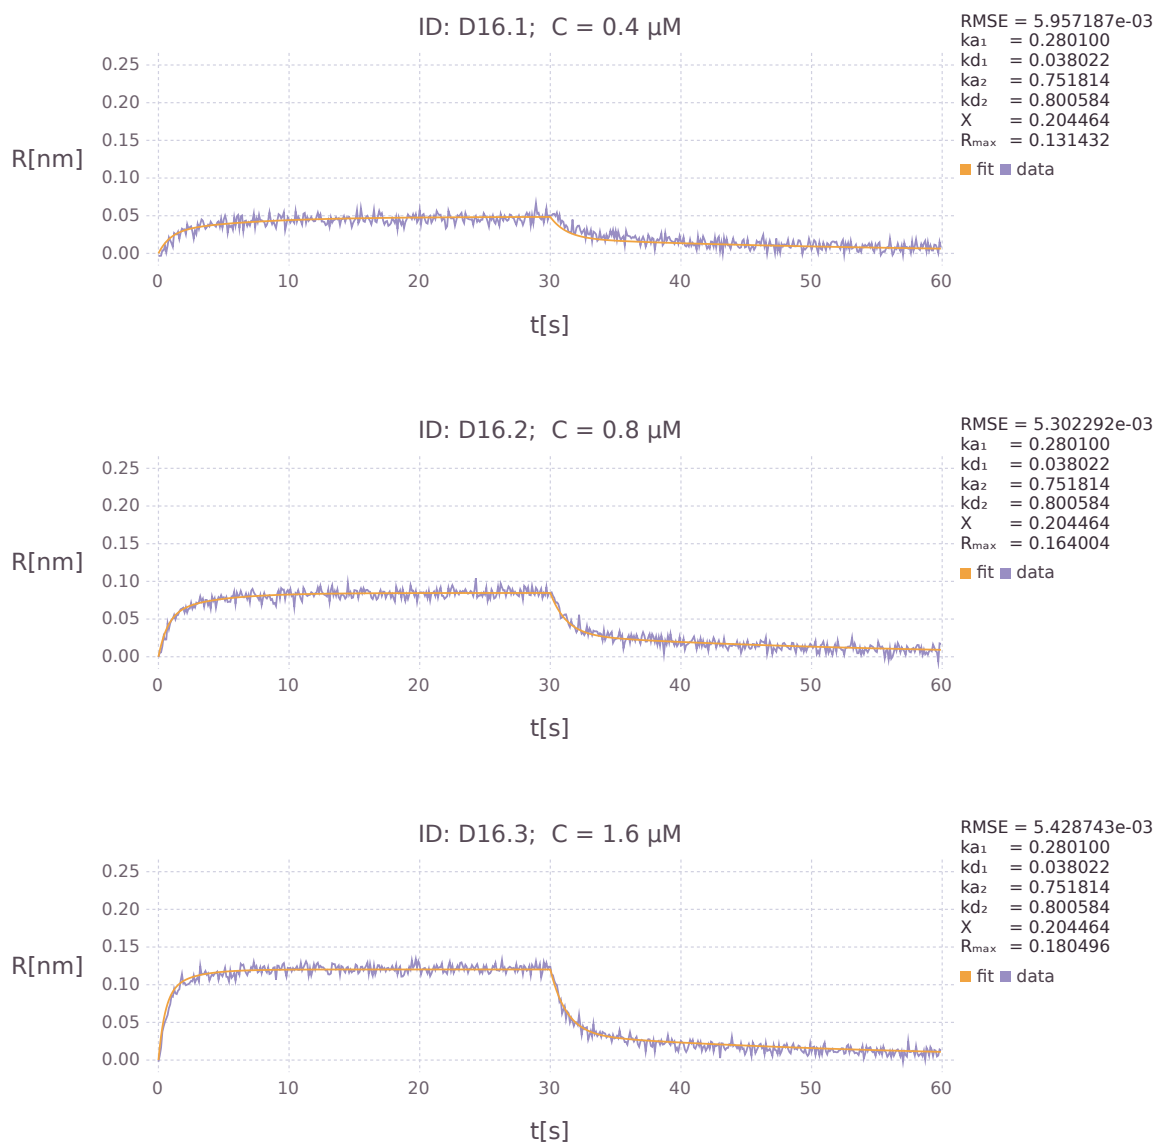 ID: D16.1;  C = 0.4 µM
RMSE = 5.957187e-03
ka₁ = 0.280100
kd₁ = 0.038022
ka₂ = 0.751814
kd₂ = 0.800584
X = 0.204464
Rₘₐₓ = 0.131432
fit data
R[nm]
0.25
0.20
0.15
0.10
0.05
0.00
0 10 20 30 40 50 60
t[s]
ID: D16.2;  C = 0.8 µM
RMSE = 5.302292e-03
ka₁ = 0.280100
kd₁ = 0.038022
ka₂ = 0.751814
kd₂ = 0.800584
X = 0.204464
Rₘₐₓ = 0.164004
fit data
R[nm]
0.25
0.20
0.15
0.10
0.05
0.00
0 10 20 30 40 50 60
t[s]
ID: D16.3;  C = 1.6 µM
RMSE = 5.428743e-03
ka₁ = 0.280100
kd₁ = 0.038022
ka₂ = 0.751814
kd₂ = 0.800584
X = 0.204464
Rₘₐₓ = 0.180496
fit data
R[nm]
0.25
0.20
0.15
0.10
0.05
0.00
0 10 20 30 40 50 60
t[s]